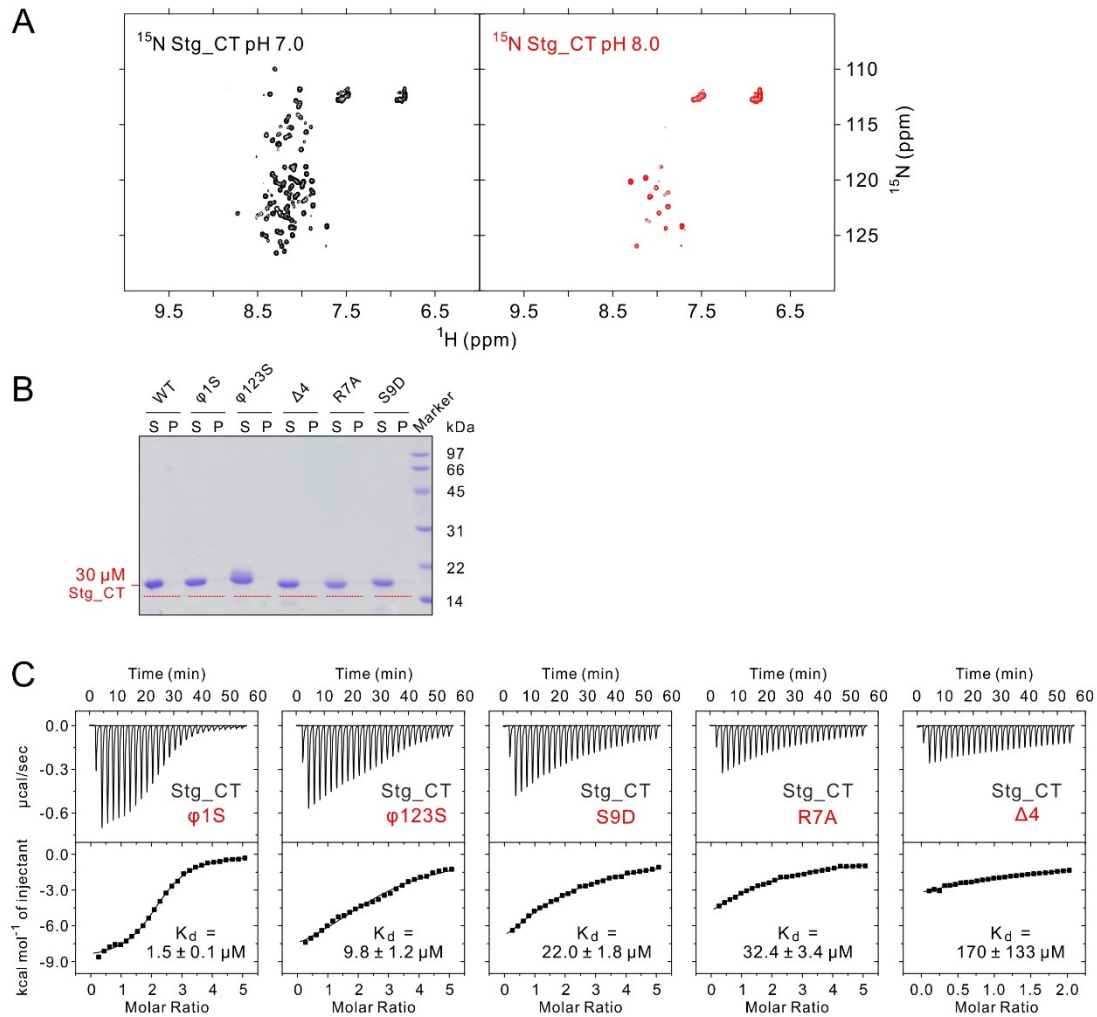 A
¹⁵N Stg_CT pH 7.0
¹⁵N Stg_CT pH 8.0
110
115
120
125
¹⁵N (ppm)
9.5 8.5 7.5 6.5 9.5 8.5 7.5 6.5
¹H (ppm)
B
WT φ1S φ123S Δ4 R7A S9D Marker
S P S P S P S P S P S P kDa
97
66
45
31
22
14
30 μM
Stg_CT
C
Time (min) Time (min) Time (min) Time (min) Time (min)
0 10 20 30 40 50 60 0 10 20 30 40 50 60 0 10 20 30 40 50 60 0 10 20 30 40 50 60 0 10 20 30 40 50 60
μcal/sec
0.0
-0.3
-0.6
Stg_CT Stg_CT Stg_CT Stg_CT Stg_CT
φ1S φ123S S9D R7A Δ4
kcal mol⁻¹ of injectant
0.0
-3.0
-6.0
-9.0
K_d = K_d = K_d = K_d = K_d =
1.5 ± 0.1 μM 9.8 ± 1.2 μM 22.0 ± 1.8 μM 32.4 ± 3.4 μM 170 ± 133 μM
0 1 2 3 4 5 0 1 2 3 4 5 0 1 2 3 4 5 0 1 2 3 4 5 0.0 0.5 1.0 1.5 2.0
Molar Ratio Molar Ratio Molar Ratio Molar Ratio Molar Ratio